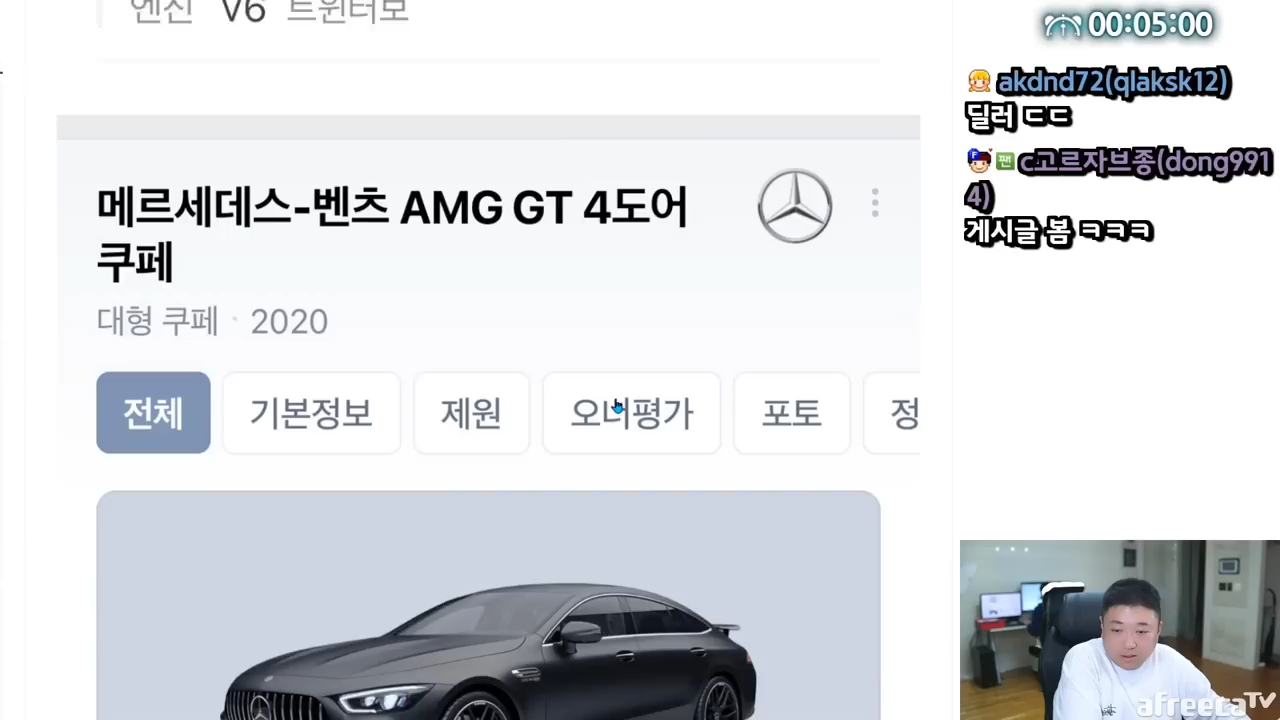 엔진 V6 트윈터보
메르세데스-벤츠 AMG GT 4도어
쿠페
대형 쿠페 · 2020
전체 기본정보 제원 오너평가 포토 정
00:05:00
akdnd72(qlaksk12)
딜러 ㄷㄷ
팬 c고르자브종(dong991
4)
게시글 봄 ㅋㅋㅋ
afreecaTV